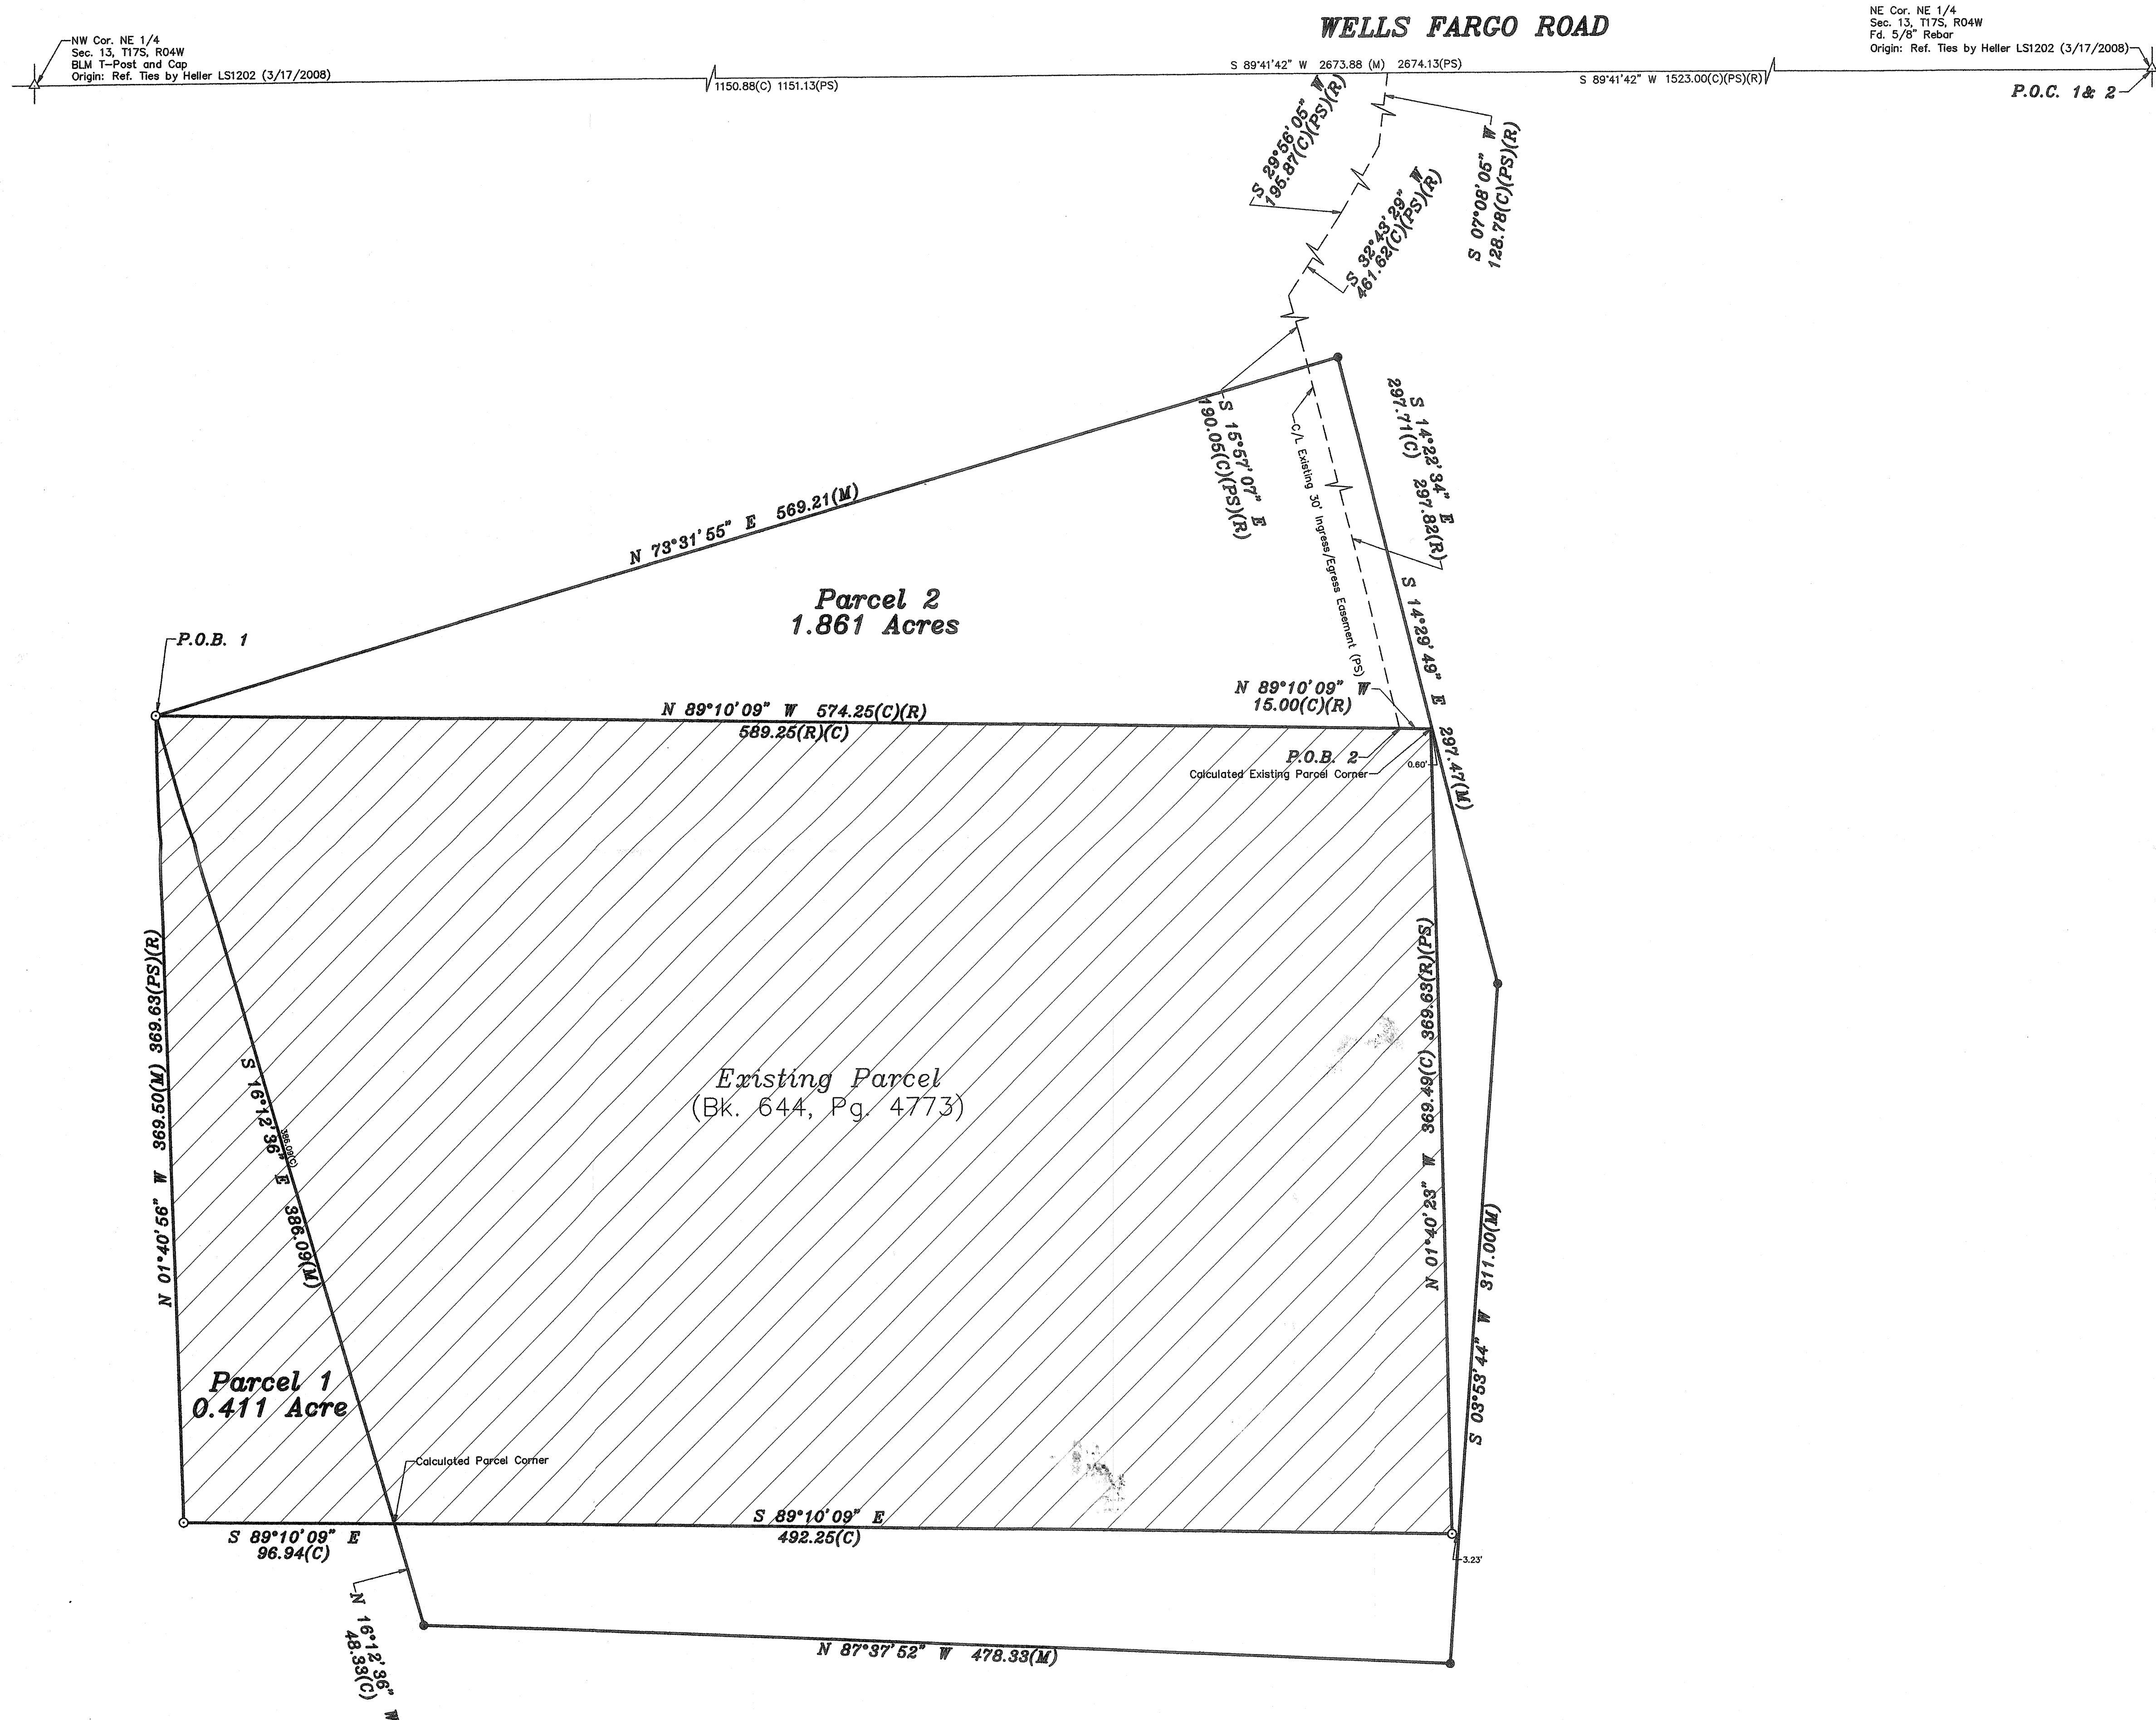 WELLS FARGO ROAD
NW Cor. NE 1/4
Sec. 13, T17S, R04W
BLM T-Post and Cap
Origin: Ref. Ties by Heller LS1202 (3/17/2008)
NE Cor. NE 1/4
Sec. 13, T17S, R04W
Fd. 5/8" Rebar
Origin: Ref. Ties by Heller LS1202 (3/17/2008)
P.O.C. 1& 2
S 89°41'42" W 2673.88 (M) 2674.13(PS)
1150.88(C) 1151.13(PS)
S 89°41'42" W 1523.00(C)(PS)(R)
S 29°56'05" W
195.87(C)(PS)(R)
S 32°43'29" W
461.62(C)(PS)(R)
S 07°08'05" W
128.78(C)(PS)(R)
S 15°57'07" E
190.05(C)(PS)(R)
C/L Existing 30' Ingress/Egress Easement (PS)
S 14°22'34" E
297.71(C) 297.82(R)
S 14°29'49" E 297.47(M)
N 73°31'55" E 569.21(M)
Parcel 2
1.861 Acres
P.O.B. 1
N 89°10'09" W 574.25(C)(R)
589.25(R)(C)
N 89°10'09" W
15.00(C)(R)
P.O.B. 2
Calculated Existing Parcel Corner
0.60'
N 01°40'56" W 369.50(M) 369.63(PS)(R)
S 16°12'36" E 386.09(M)
386.09(C)
Existing Parcel
(Bk. 644, Pg. 4773)
N 01°40'23" W 369.49(C) 369.63(R)(PS)
S 03°53'44" W 311.00(M)
Parcel 1
0.411 Acre
Calculated Parcel Corner
S 89°10'09" E
96.94(C)
S 89°10'09" E
492.25(C)
3.23'
N 16°12'36" W
48.33(C)
N 87°37'52" W 478.33(M)